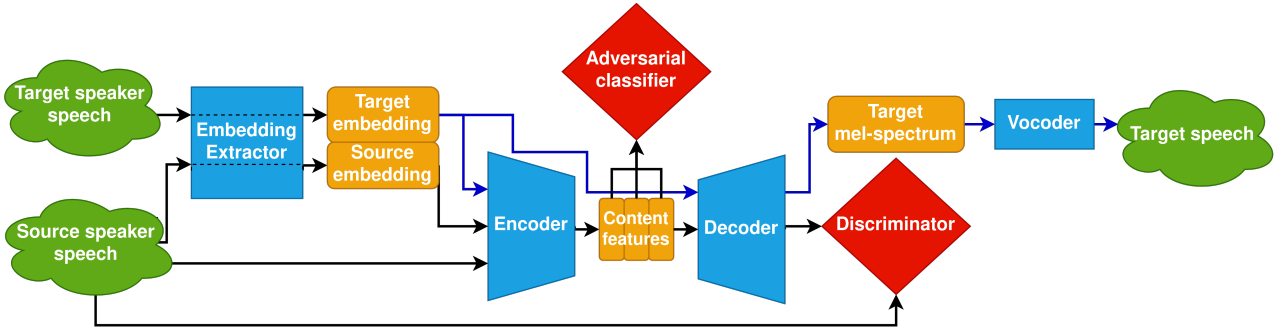 Target speaker
speech
Embedding
Extractor
Target
embedding
Source
embedding
Source speaker
speech
Encoder
Adversarial
classifier
Content
features
Decoder
Target
mel-spectrum
Vocoder
Target speech
Discriminator